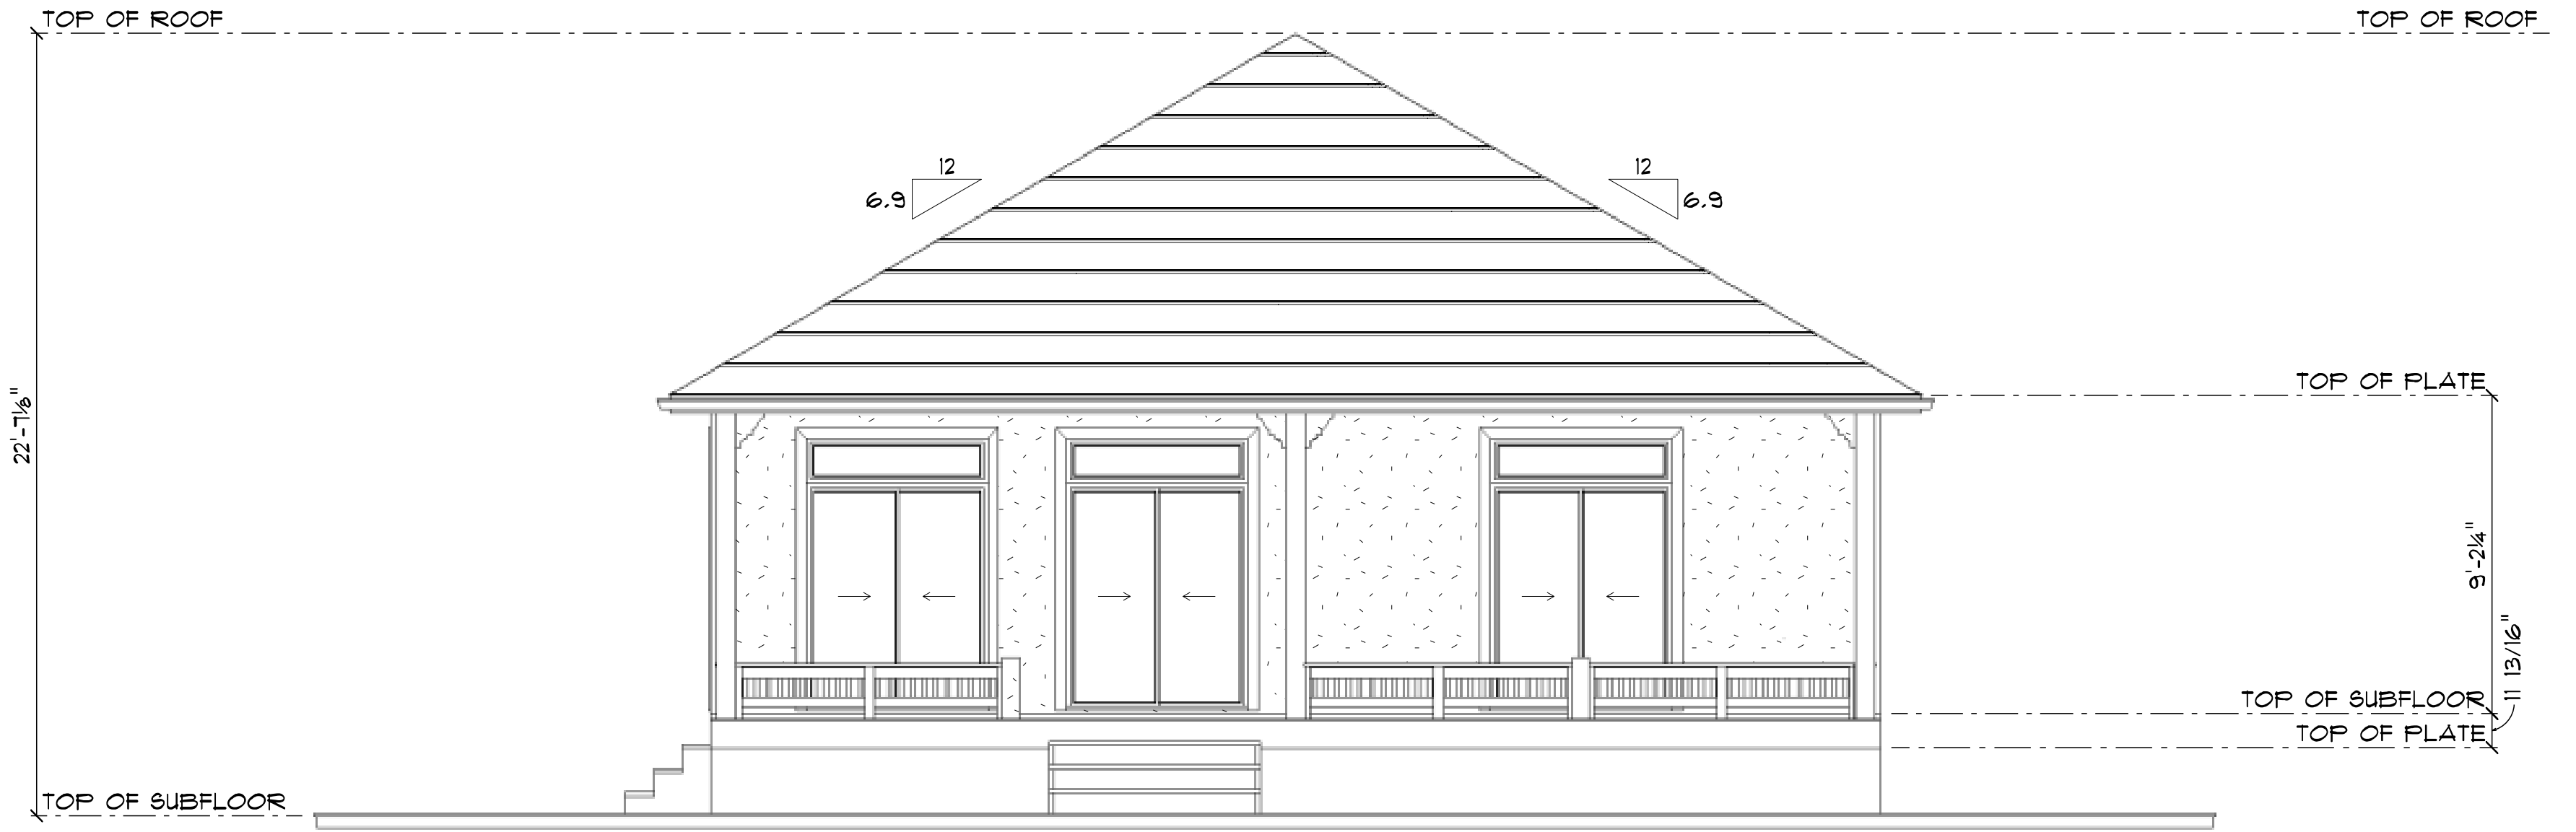 TOP OF ROOF
TOP OF ROOF
12
6.9
12
6.9
TOP OF PLATE
22'-7⅛"
9'-2¼"
11 13/16"
TOP OF SUBFLOOR
TOP OF PLATE
TOP OF SUBFLOOR